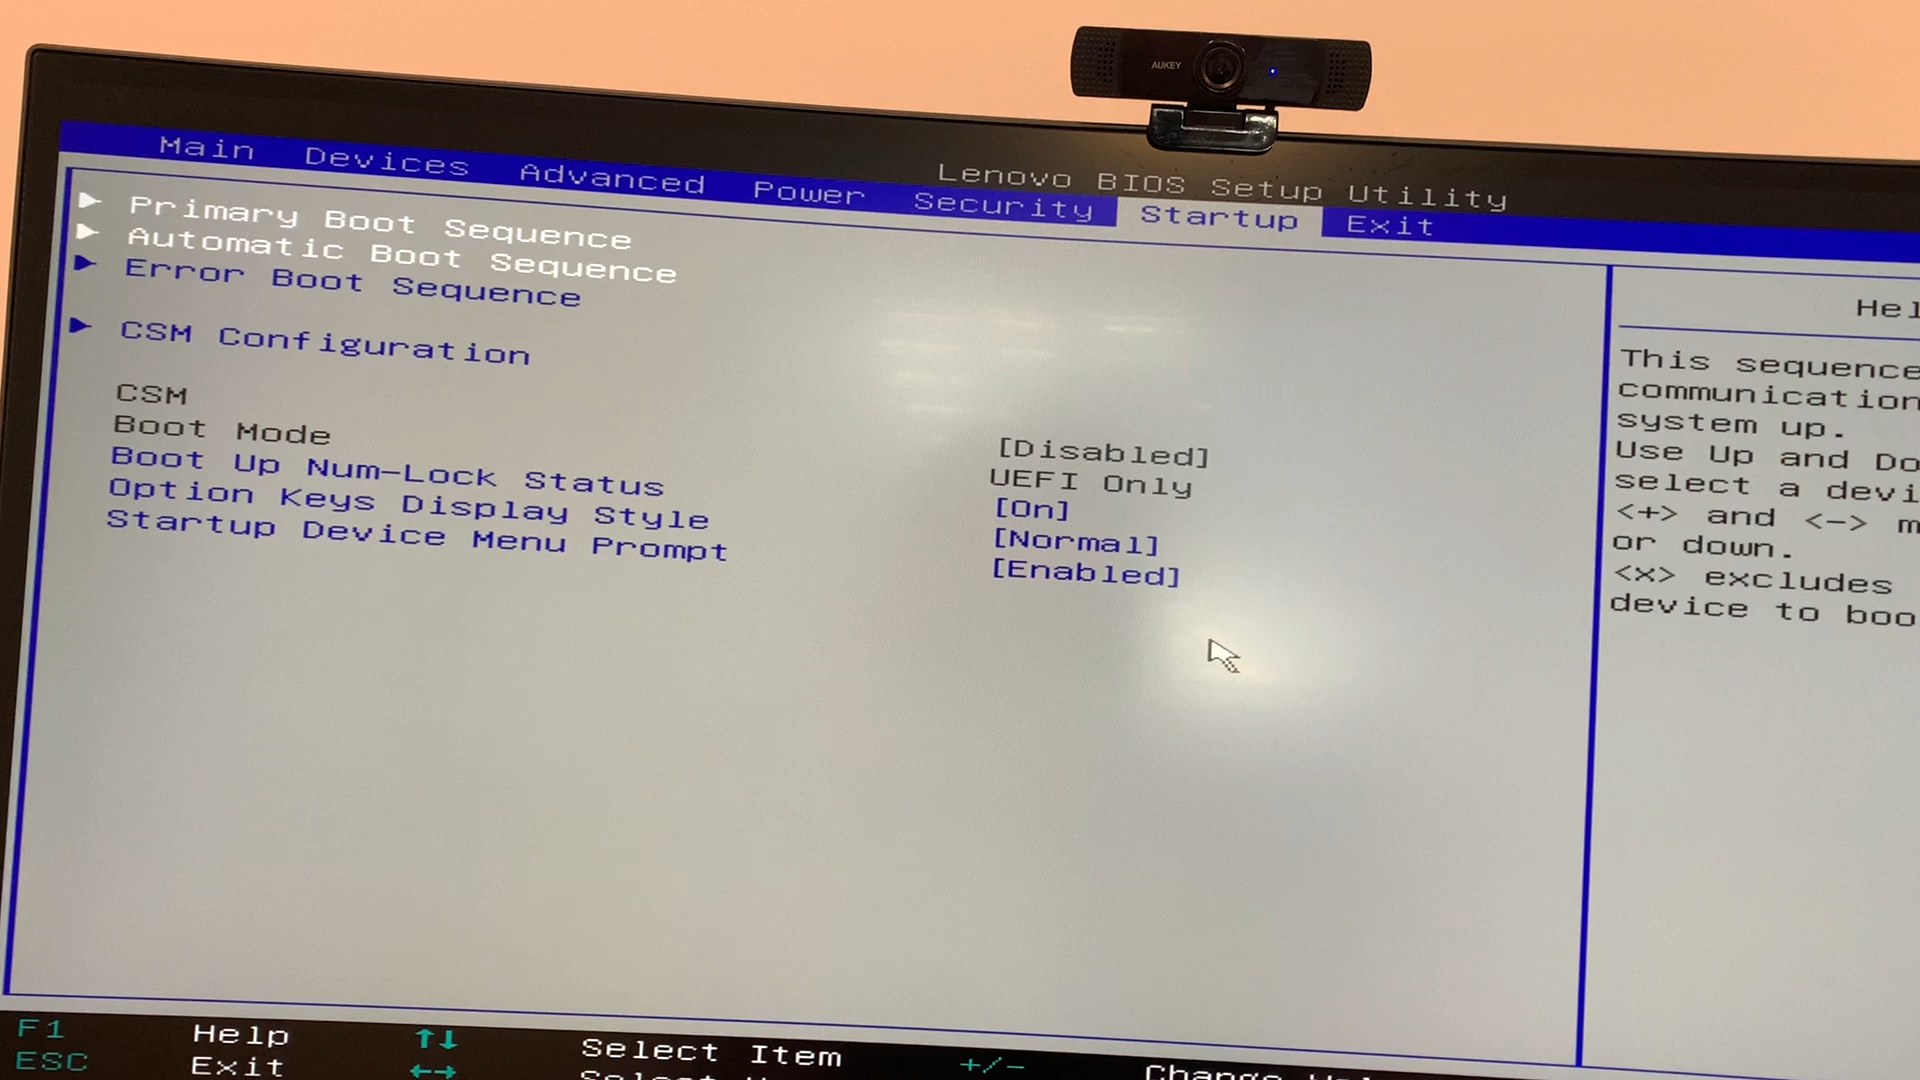 AUKEY
Lenovo BIOS Setup Utility
Main Devices Advanced Power Security Startup Exit
Primary Boot Sequence
Automatic Boot Sequence
Error Boot Sequence
CSM Configuration
CSM [Disabled]
Boot Mode UEFI Only
Boot Up Num-Lock Status [On]
Option Keys Display Style [Normal]
Startup Device Menu Prompt [Enabled]
Hel
This sequence
communication
system up.
Use Up and Do
select a devi
<+> and <-> m
or down.
<x> excludes
device to boo
F1 Help ↑↓ Select Item +/- Change
ESC Exit ←→ Select